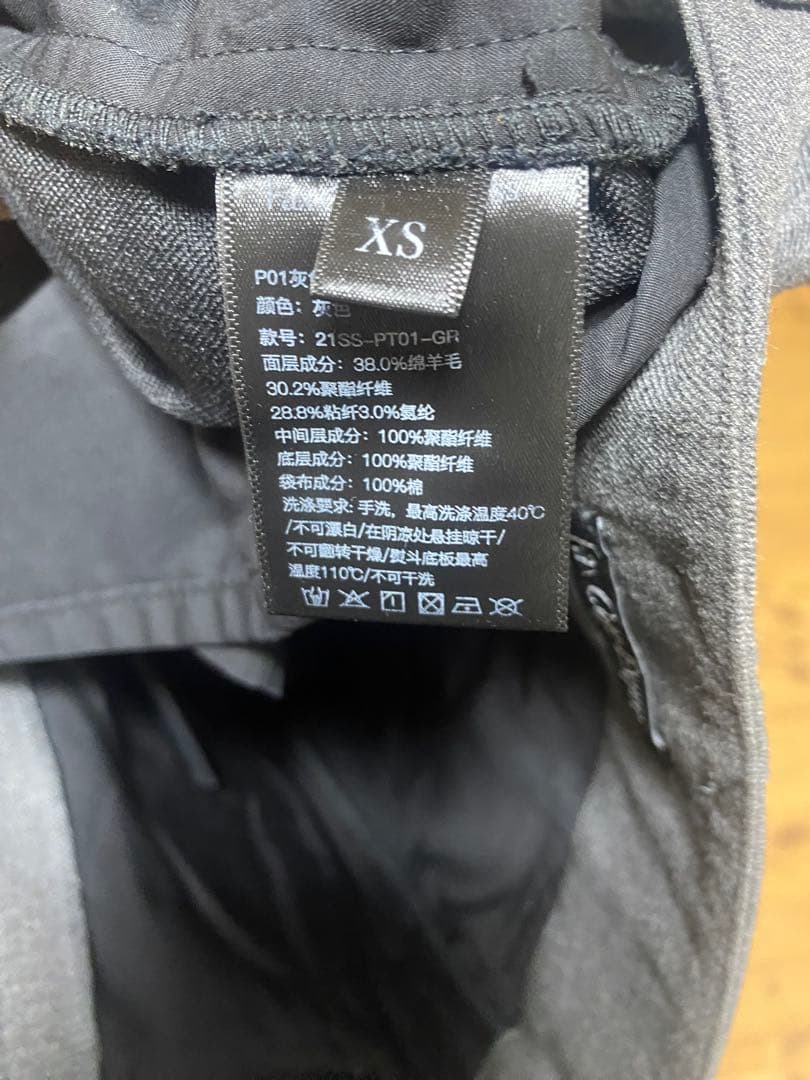 XS
P01灰色
颜色：灰色
款号：21SS-PT01-GR
面层成分：38.0%绵羊毛
30.2%聚酯纤维
28.8%粘纤3.0%氨纶
中间层成分：100%聚酯纤维
底层成分：100%聚酯纤维
袋布成分：100%棉
洗涤要求：手洗，最高洗涤温度40℃
/不可漂白/在阴凉处悬挂晾干/
不可翻转干燥/熨斗底板最高
温度110℃/不可干洗